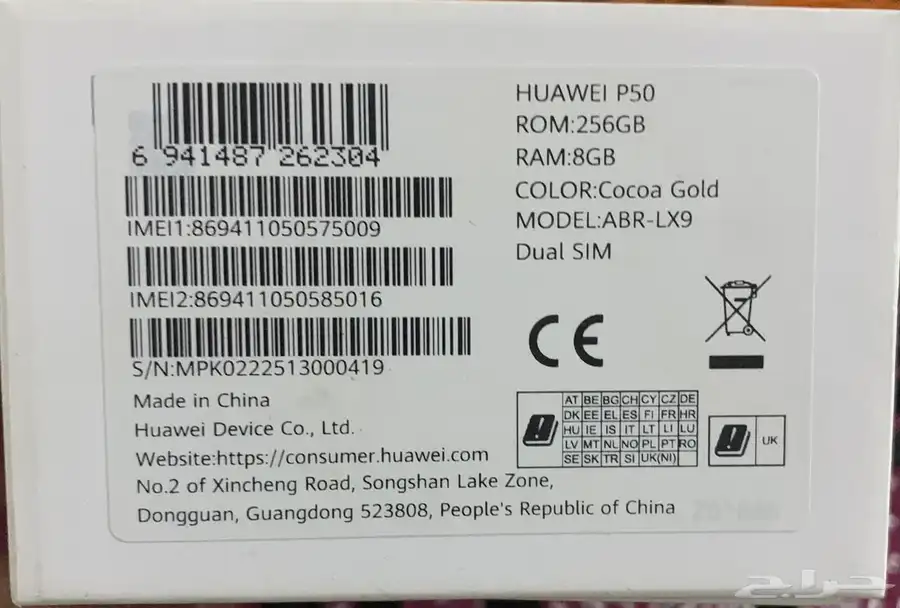 6 941487 262304
IMEI1:869411050575009
IMEI2:869411050585016
S/N:MPK0222513000419
Made in China
Huawei Device Co., Ltd.
Website:https://consumer.huawei.com
No.2 of Xincheng Road, Songshan Lake Zone,
Dongguan, Guangdong 523808, People's Republic of China
HUAWEI P50
ROM:256GB
RAM:8GB
COLOR:Cocoa Gold
MODEL:ABR-LX9
Dual SIM
CE
AT BE BG CH CY CZ DE
DK EE EL ES FI FR HR
HU IE IS IT LT LI LU
LV MT NL NO PL PT RO
SE SK TR SI UK(NI)
UK
حراج